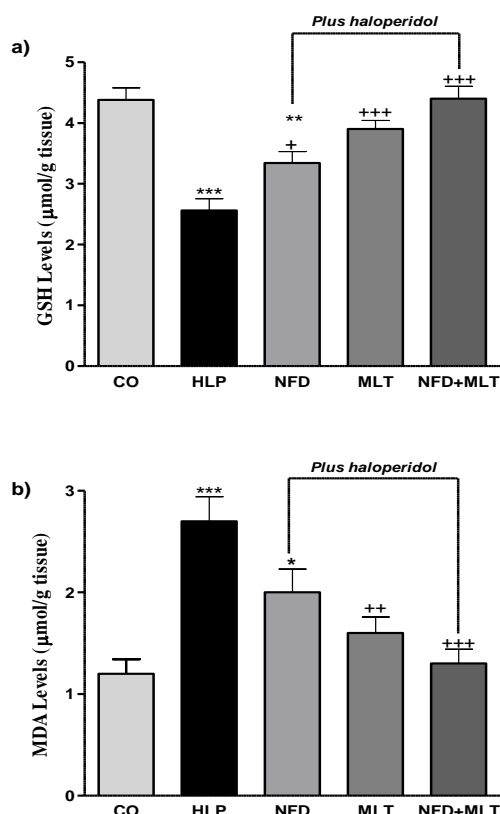 Plus haloperidol
a)
5
4
3
2
1
0
GSH Levels (µmol/g tissue)
***
**
+
+++
+++
CO HLP NFD MLT NFD+MLT
Plus haloperidol
b)
3
2
1
0
MDA Levels (µmol/g tissue)
***
*
++
+++
CO HLP NFD MLT NFD+MLT